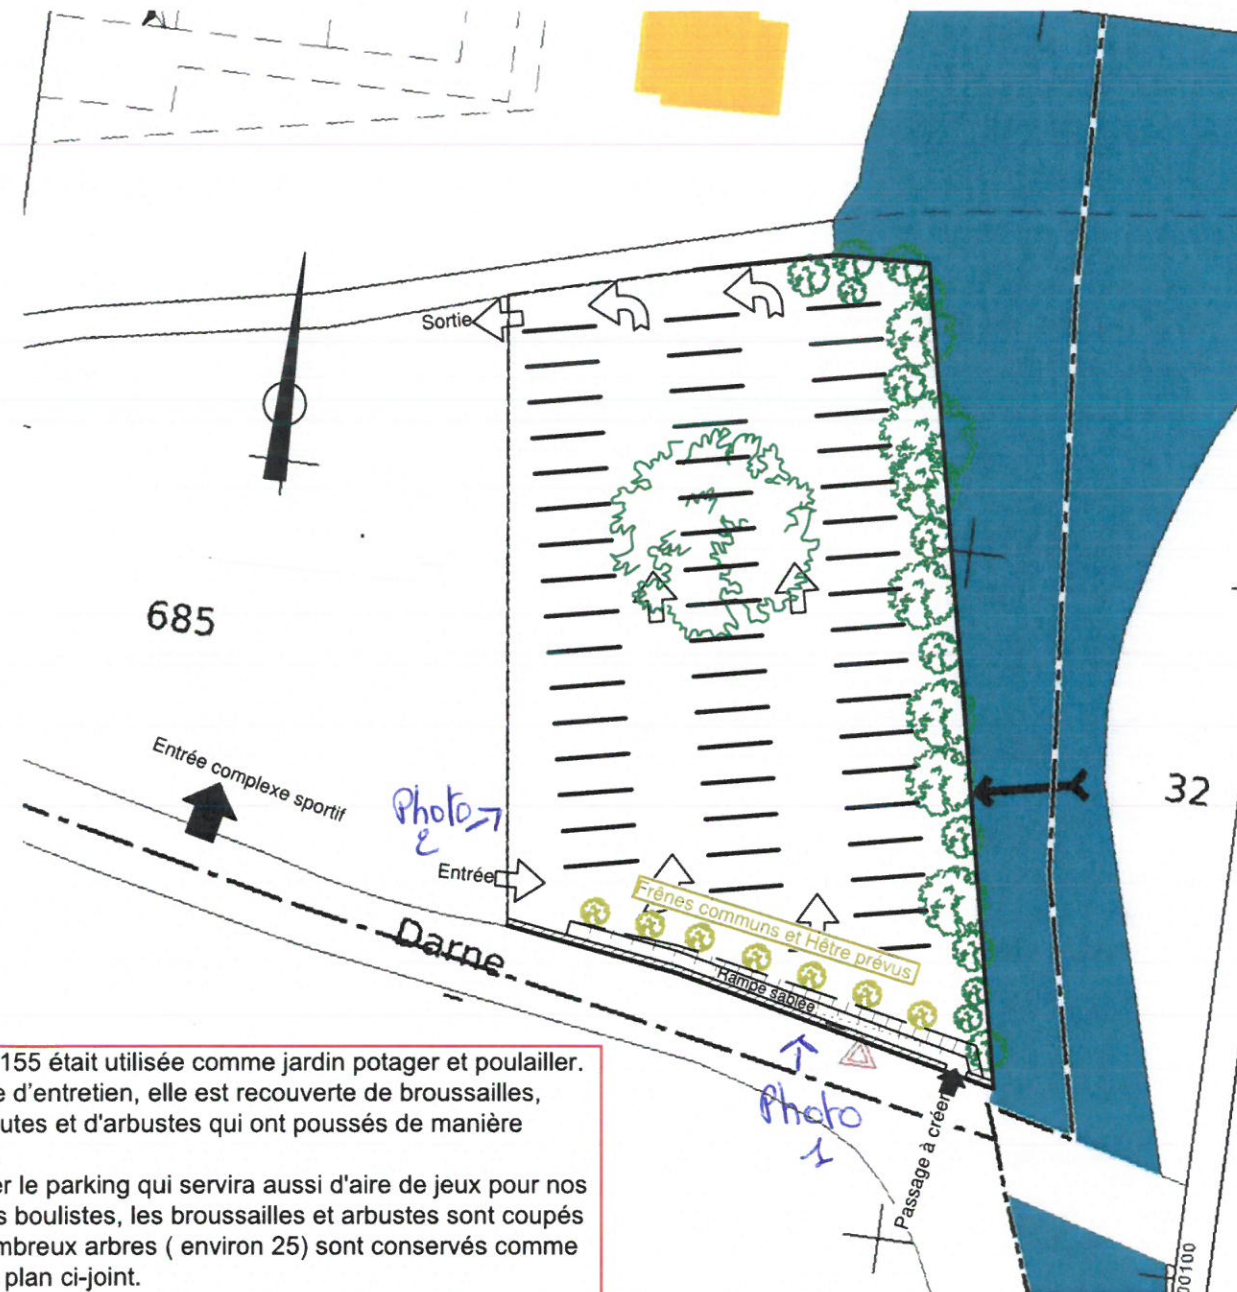 Sortie
685
Entrée complexe sportif
Photo
2
Entrée
32
Frênes communs et Hêtre prévus
Darne
Rampe sablée
Photo
1
Passage à créer
155 était utilisée comme jardin potager et poulailler.
e d'entretien, elle est recouverte de broussailles,
utes et d'arbustes qui ont poussés de manière
er le parking qui servira aussi d'aire de jeux pour nos
s boulistes, les broussailles et arbustes sont coupés
mbreux arbres ( environ 25) sont conservés comme
plan ci-joint.
00100